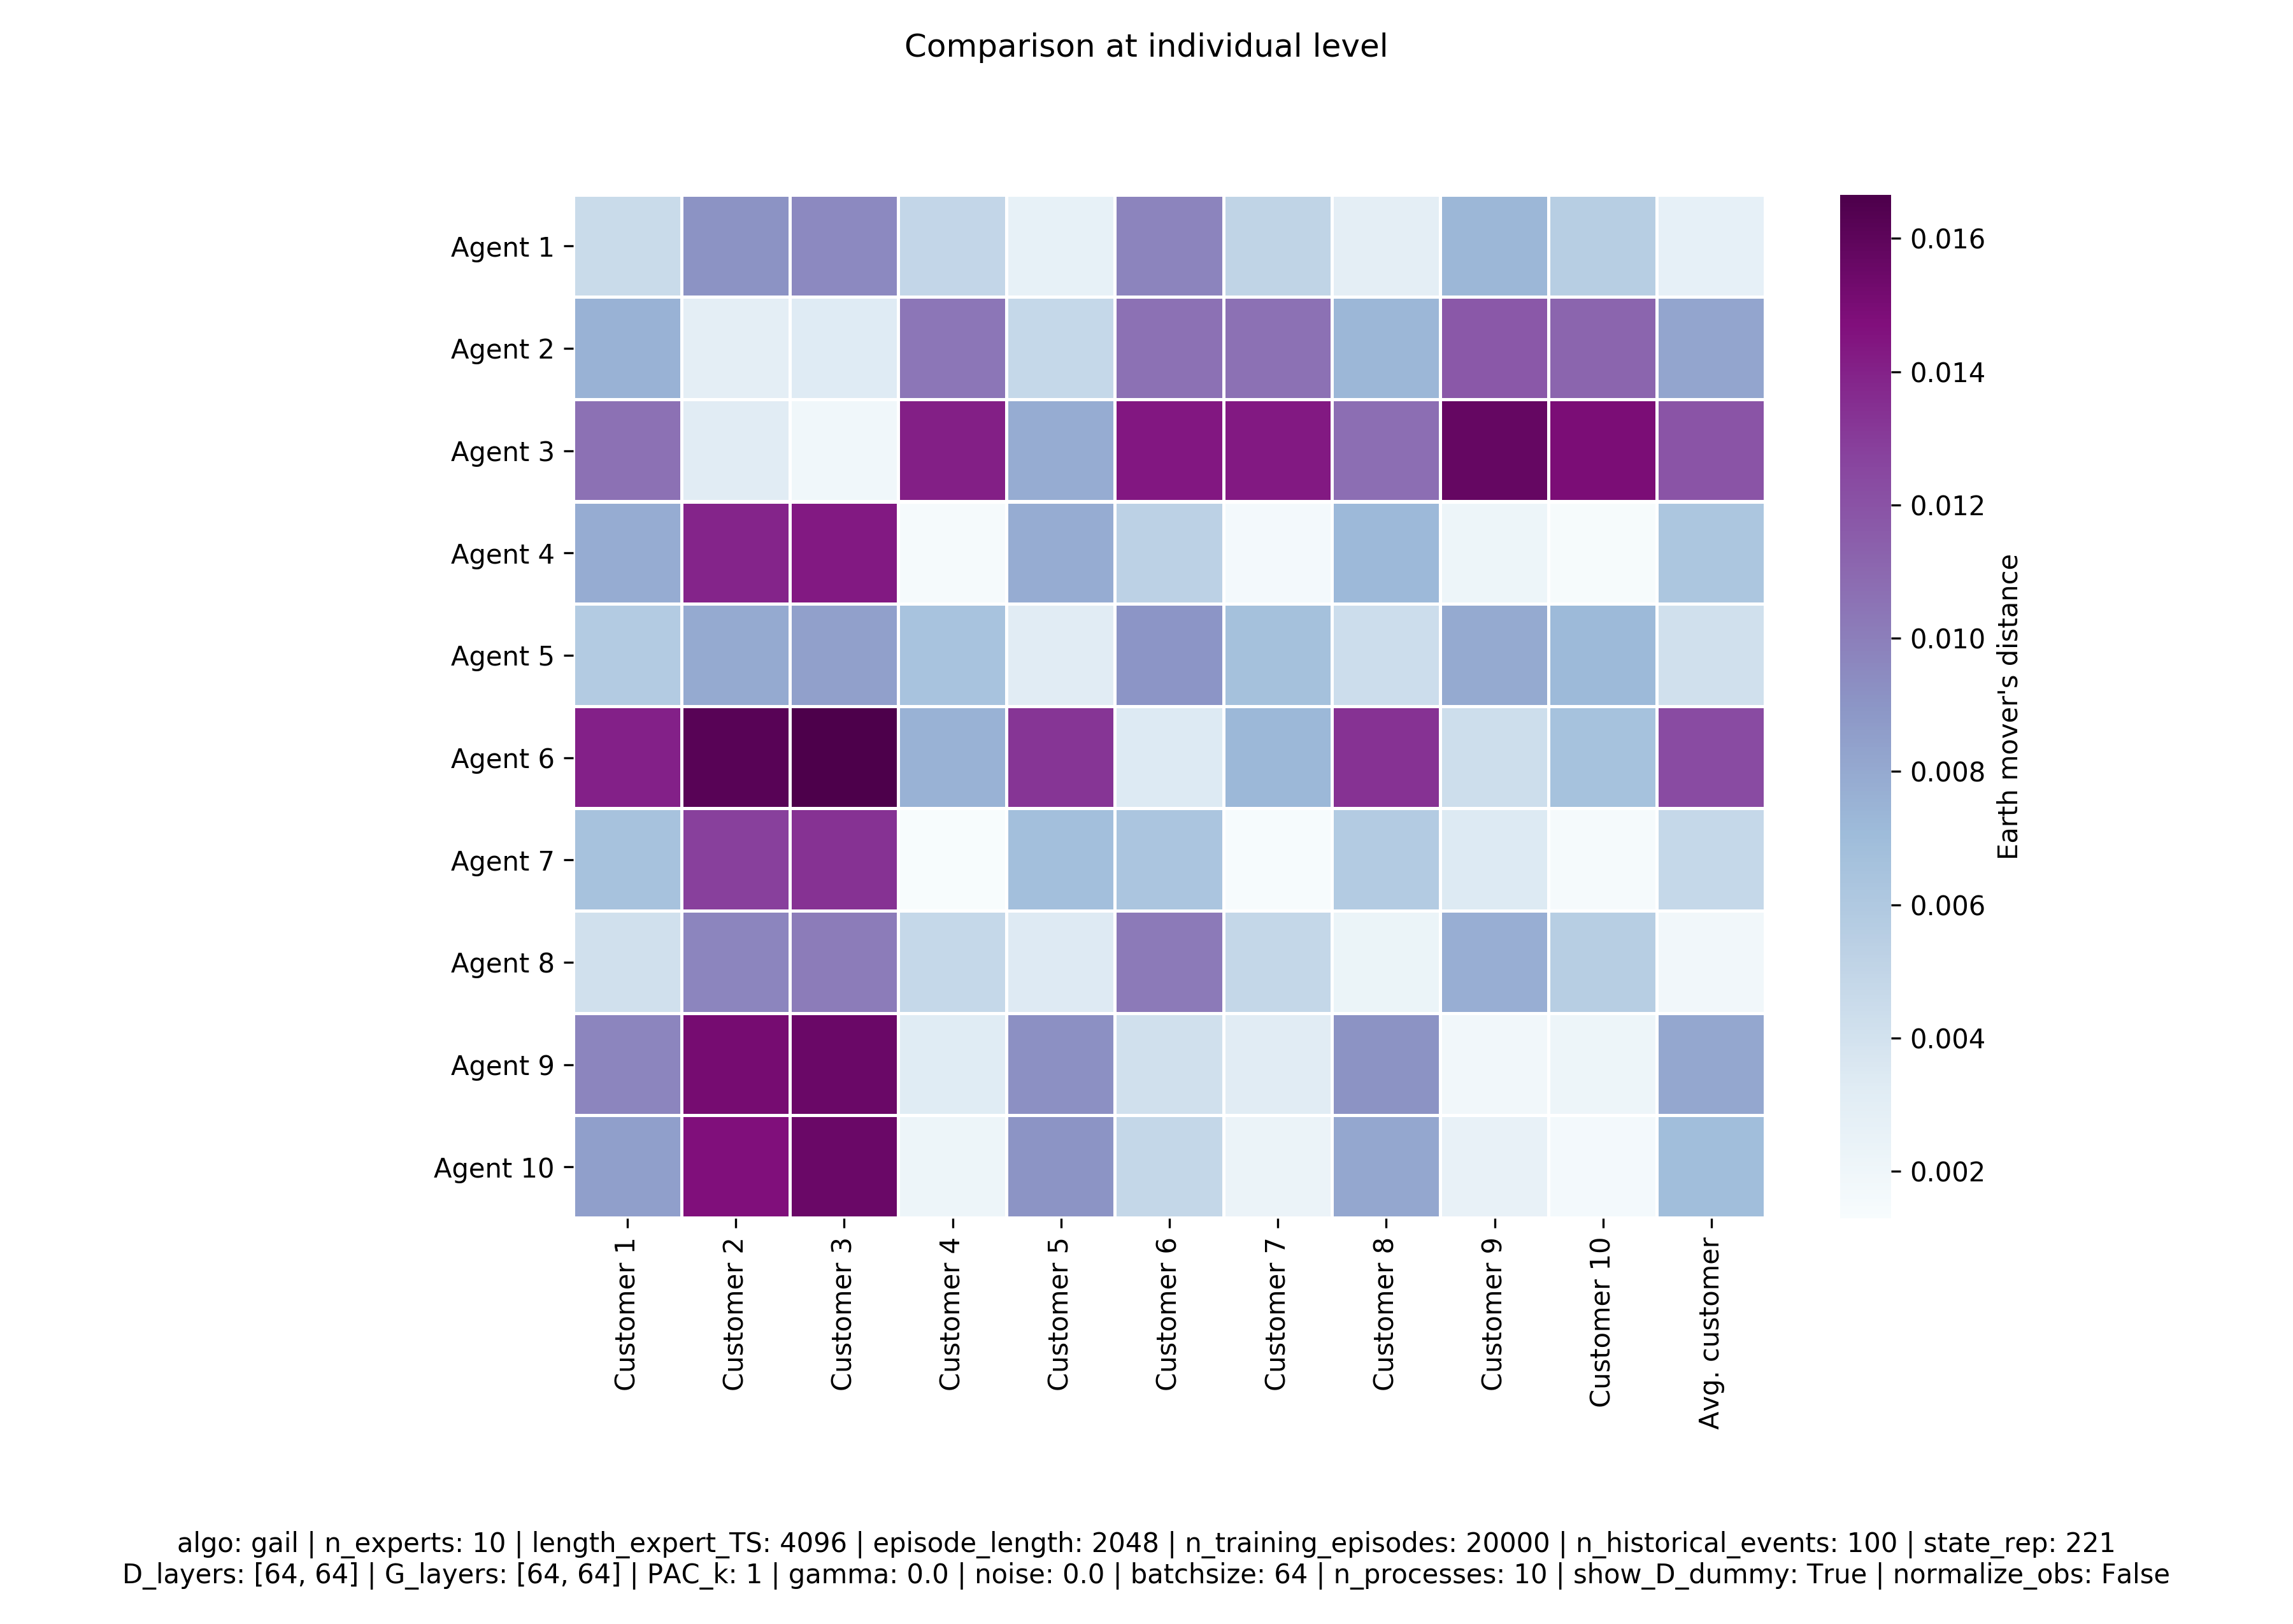 Comparison at individual level
Agent 1
Agent 2
Agent 3
Agent 4
Agent 5
Agent 6
Agent 7
Agent 8
Agent 9
Agent 10
Customer 1
Customer 2
Customer 3
Customer 4
Customer 5
Customer 6
Customer 7
Customer 8
Customer 9
Customer 10
Avg. customer
0.016
0.014
0.012
0.010
0.008
0.006
0.004
0.002
Earth mover's distance
algo: gail | n_experts: 10 | length_expert_TS: 4096 | episode_length: 2048 | n_training_episodes: 20000 | n_historical_events: 100 | state_rep: 221
D_layers: [64, 64] | G_layers: [64, 64] | PAC_k: 1 | gamma: 0.0 | noise: 0.0 | batchsize: 64 | n_processes: 10 | show_D_dummy: True | normalize_obs: False